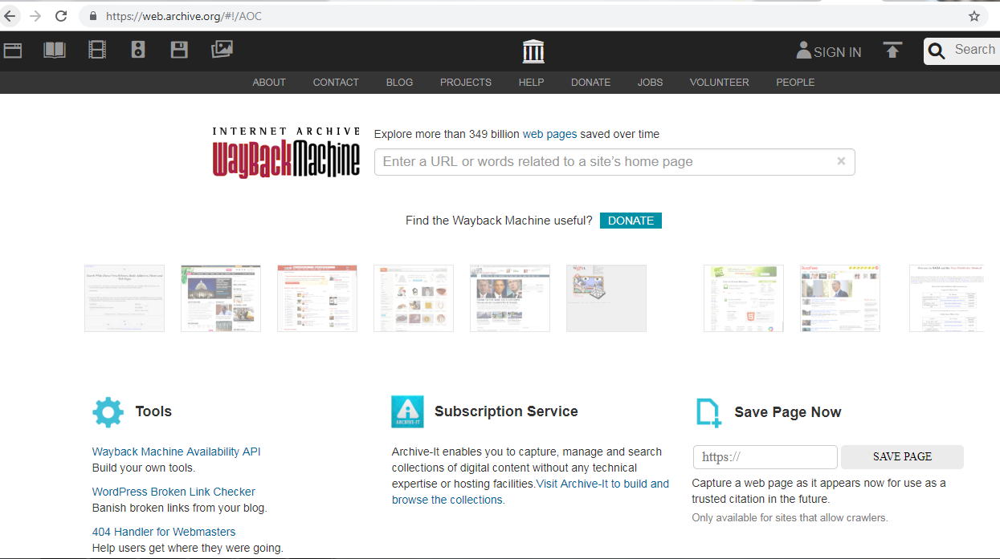 https://web.archive.org/#!/AOC
SIGN IN
Search
ABOUT CONTACT BLOG PROJECTS HELP DONATE JOBS VOLUNTEER PEOPLE
INTERNET ARCHIVE
WayBackMachine
Explore more than 349 billion web pages saved over time
Enter a URL or words related to a site’s home page
Find the Wayback Machine useful? DONATE
BuzzFeed
Tools
Wayback Machine Availability API
Build your own tools.
WordPress Broken Link Checker
Banish broken links from your blog.
404 Handler for Webmasters
Help users get where they were going.
ARCHIVE-IT
Subscription Service
Archive-It enables you to capture, manage and search
collections of digital content without any technical
expertise or hosting facilities.Visit Archive-It to build and
browse the collections.
Save Page Now
https://
SAVE PAGE
Capture a web page as it appears now for use as a
trusted citation in the future.
Only available for sites that allow crawlers.